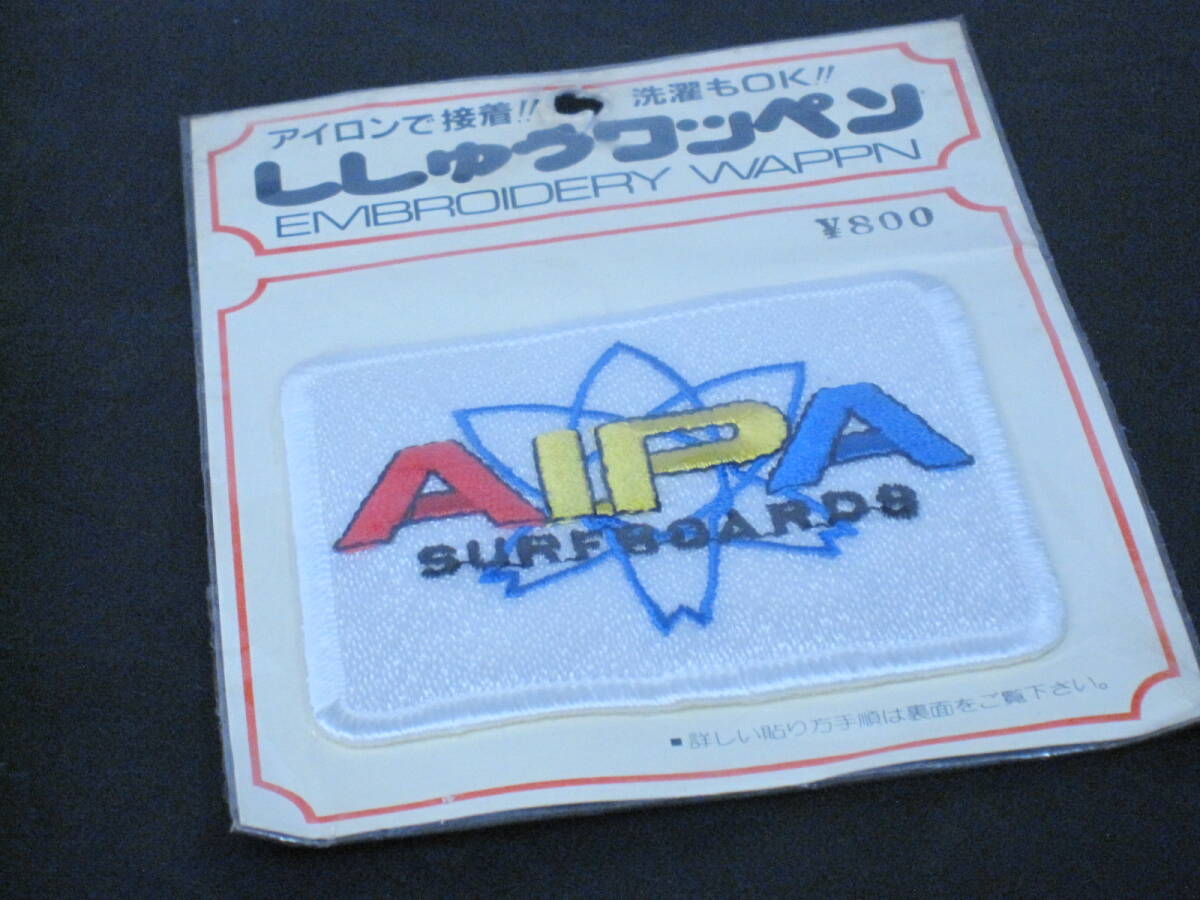 アイロンで接着!! 洗濯もOK!!
ししゅうワッペン
EMBROIDERY WAPPN
¥800
AIPA
SURFBOARDS
■詳しい貼り方手順は裏面をご覧下さい。